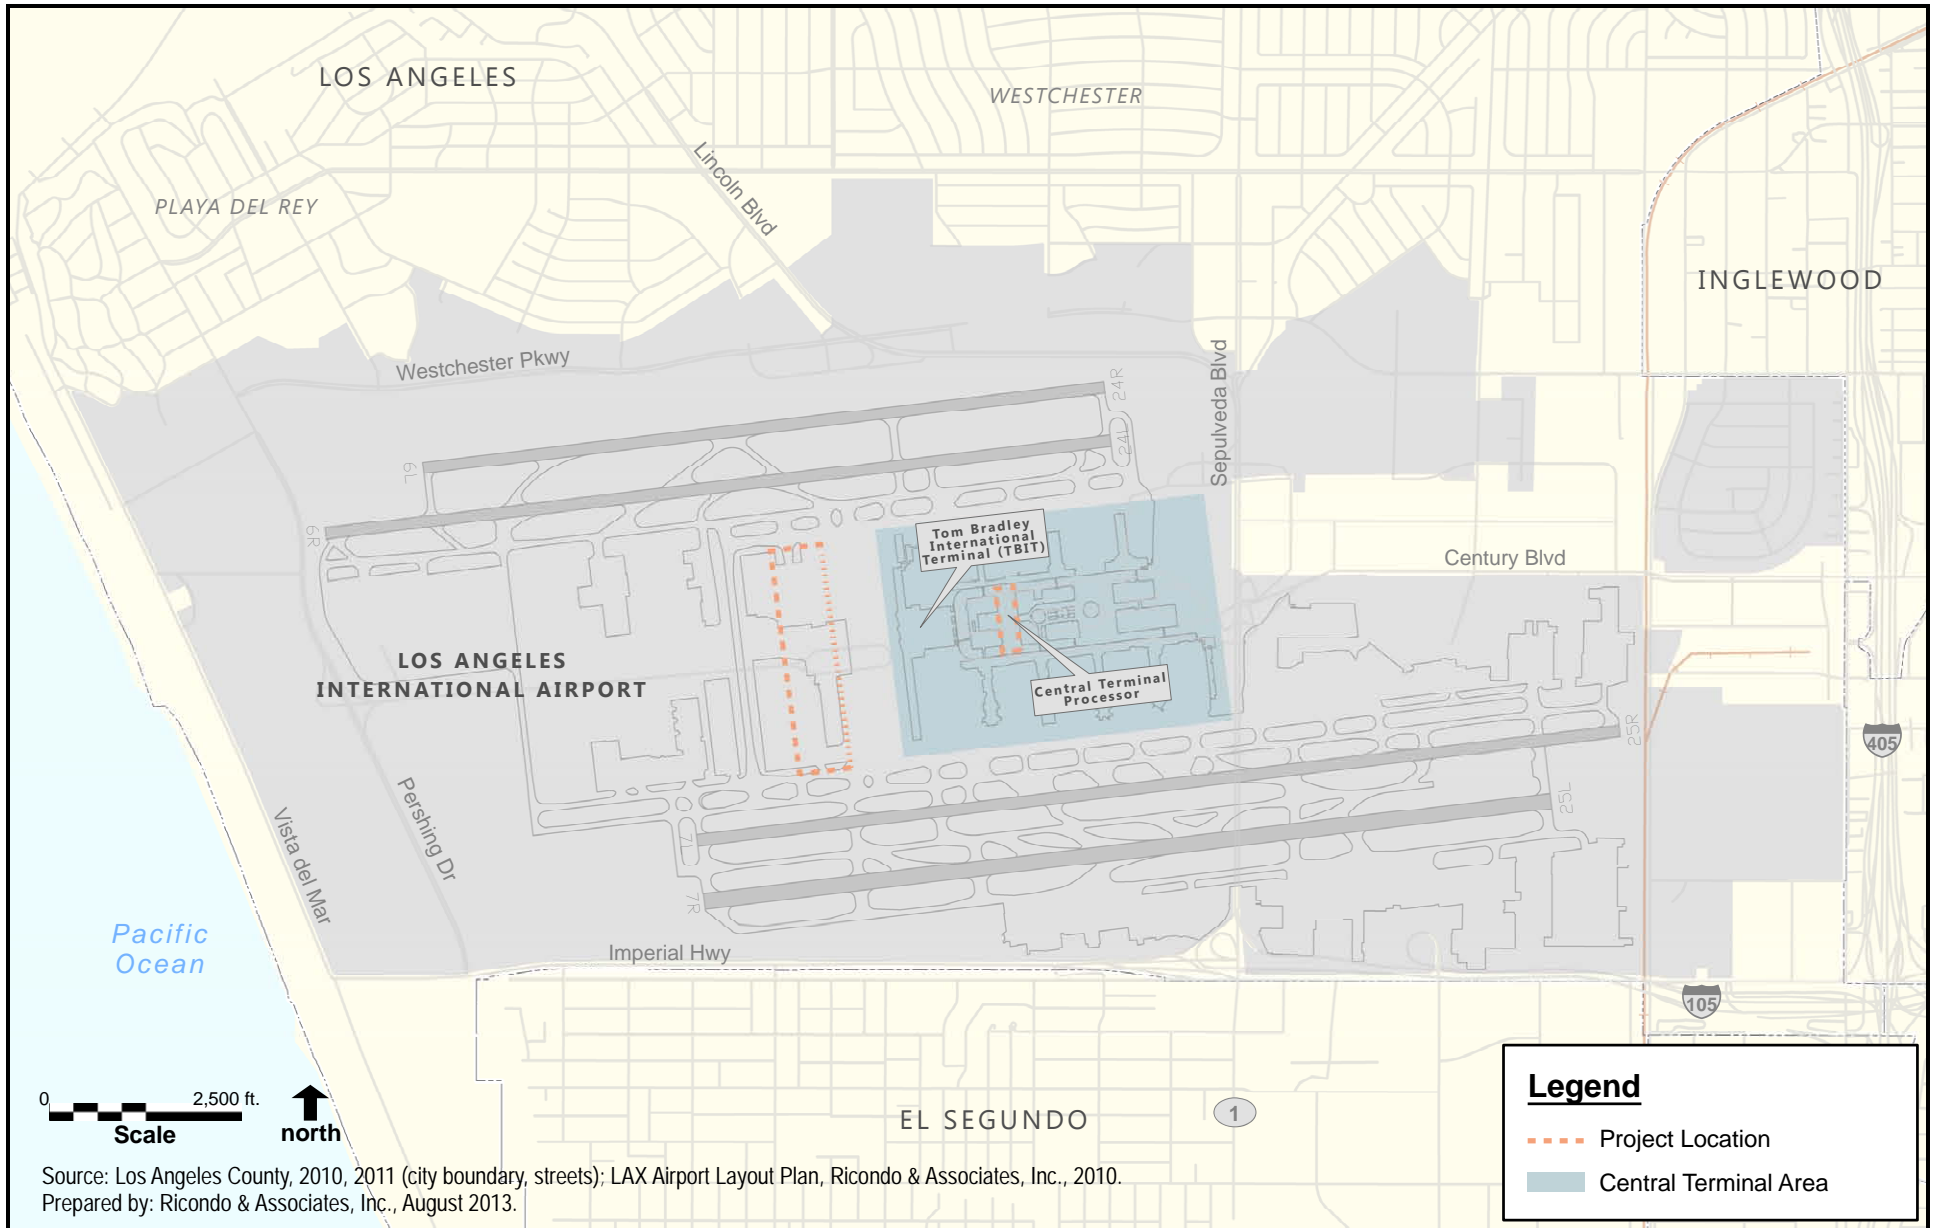 LOS ANGELES
WESTCHESTER
Lincoln Blvd
PLAYA DEL REY
INGLEWOOD
Westchester Pkwy
Sepulveda Blvd
24R
24L
6L
6R
Tom Bradley
International
Terminal (TBIT)
Century Blvd
LOS ANGELES
INTERNATIONAL AIRPORT
Central Terminal
Processor
25R
405
25L
Pershing Dr
Vista del Mar
7L
7R
Pacific
Ocean
Imperial Hwy
105
EL SEGUNDO
1
0 2,500 ft.
Scale
north
Legend
Project Location
Central Terminal Area
Source: Los Angeles County, 2010, 2011 (city boundary, streets); LAX Airport Layout Plan, Ricondo & Associates, Inc., 2010.
Prepared by: Ricondo & Associates, Inc., August 2013.